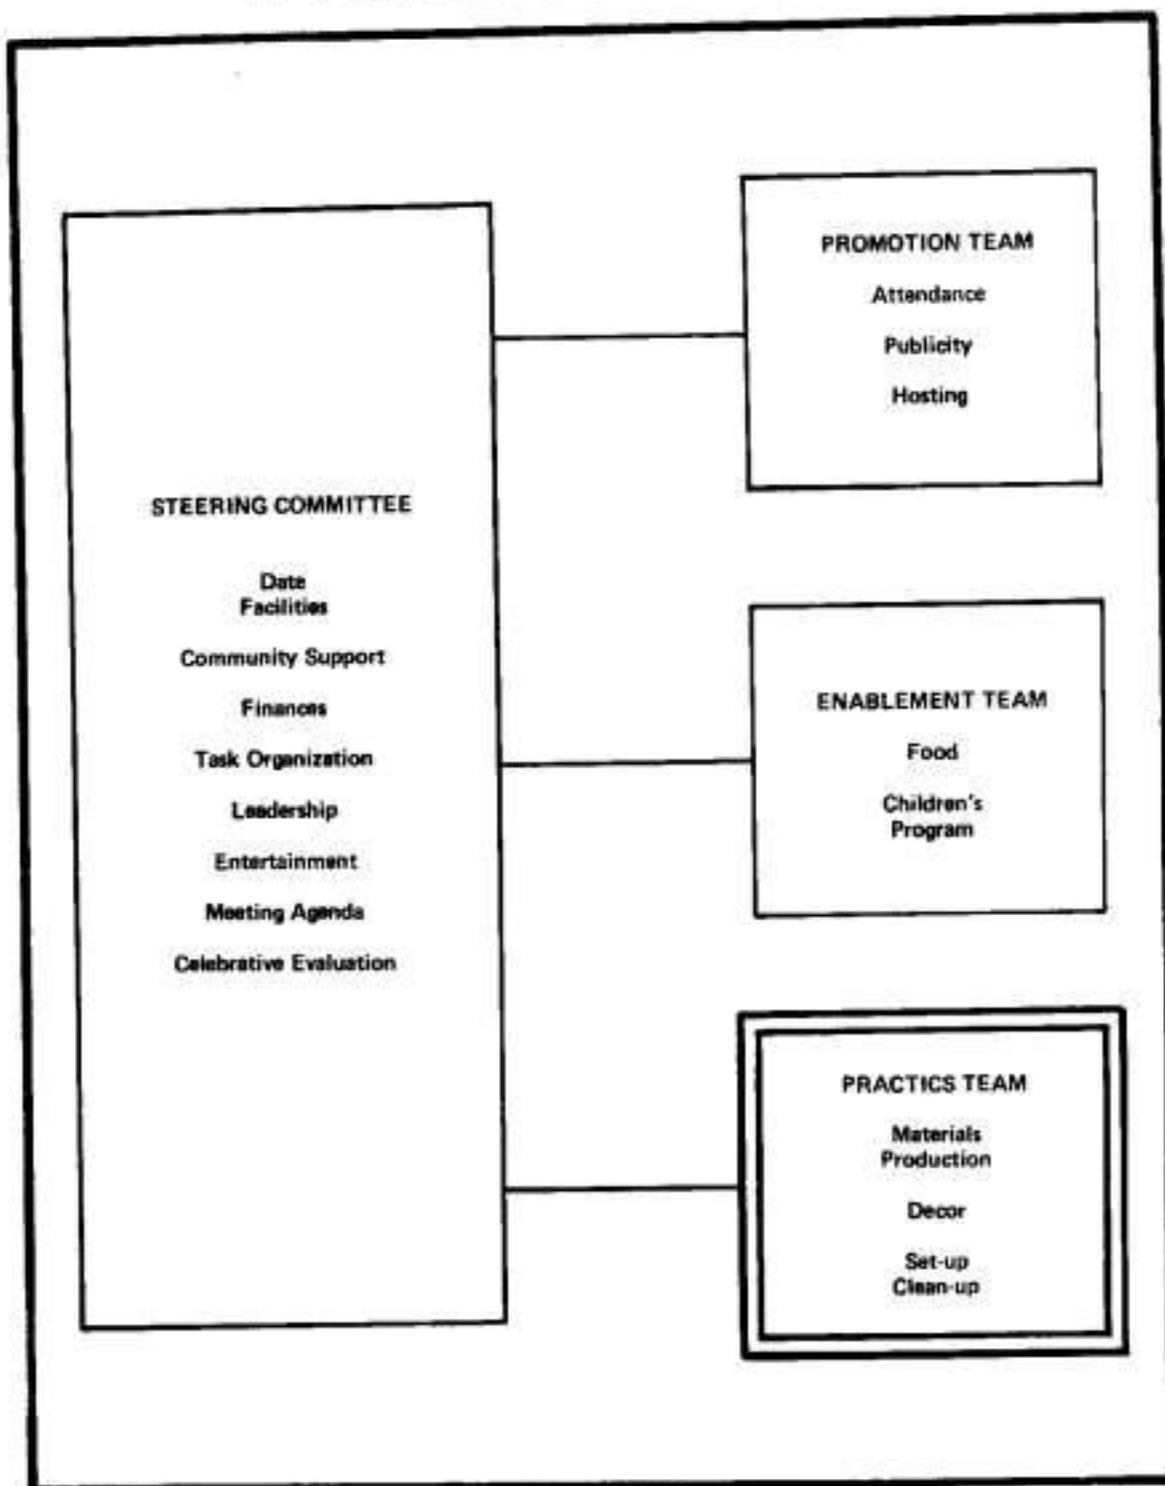 STEERING COMMITTEE
Date
Facilities
Community Support
Finances
Task Organization
Leadership
Entertainment
Meeting Agenda
Celebrative Evaluation
PROMOTION TEAM
Attendance
Publicity
Hosting
ENABLEMENT TEAM
Food
Children's
Program
PRACTICS TEAM
Materials
Production
Decor
Set-up
Clean-up